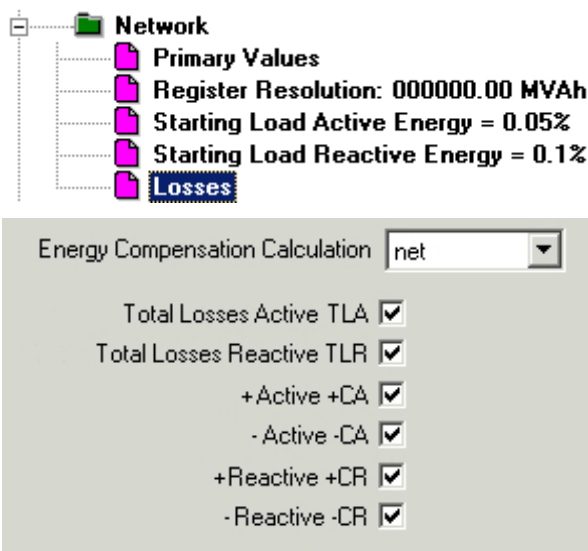 Network
Primary Values
Register Resolution: 000000.00 MVAh
Starting Load Active Energy = 0.05%
Starting Load Reactive Energy = 0.1%
Losses
Energy Compensation Calculation net
Total Losses Active TLA
Total Losses Reactive TLR
+Active +CA
-Active -CA
+Reactive +CR
-Reactive -CR